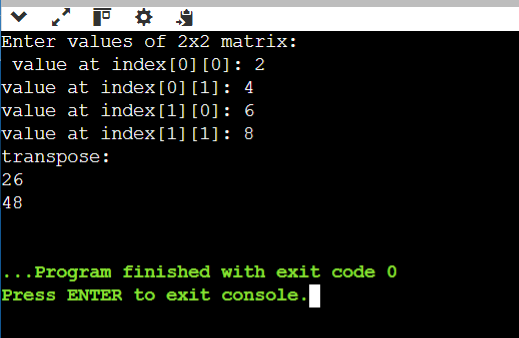 Enter values of 2x2 matrix:
 value at index[0][0]: 2
value at index[0][1]: 4
value at index[1][0]: 6
value at index[1][1]: 8
transpose:
26
48
...Program finished with exit code 0
Press ENTER to exit console.